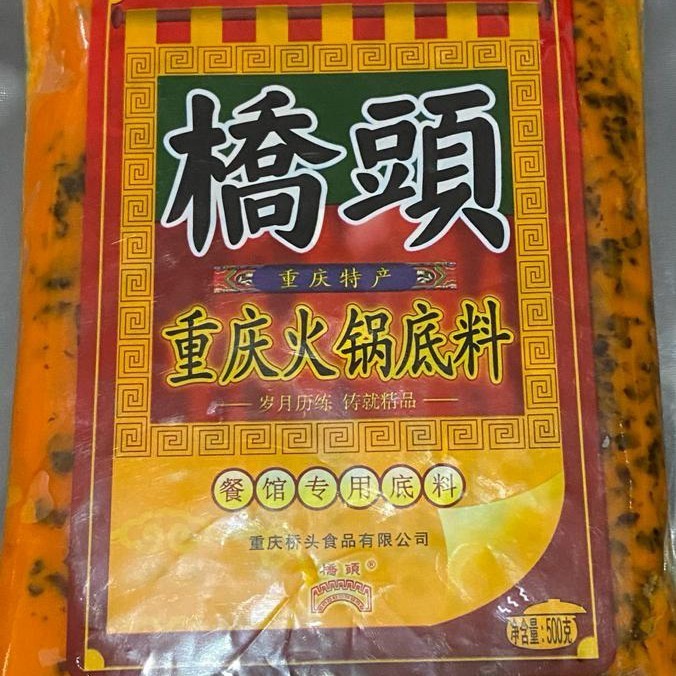 橋頭
重庆特产
重庆火锅底料
岁月历练 铸就精品
餐馆专用底料
重庆桥头食品有限公司
橋頭®
净含量:500克